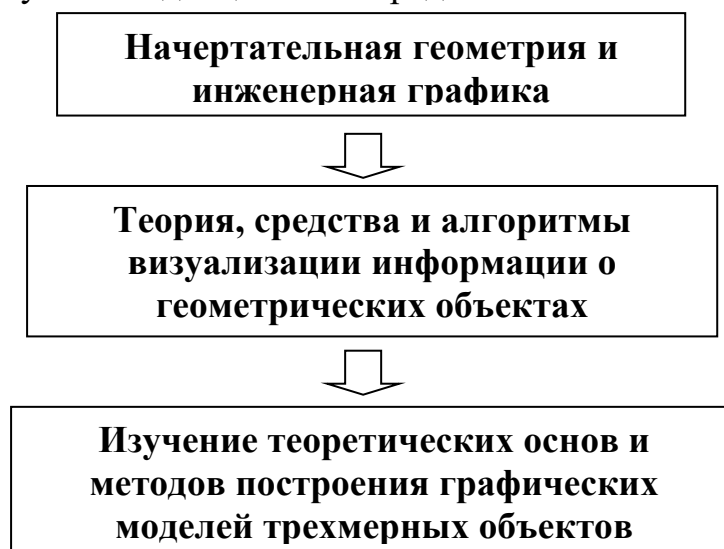 Начертательная геометрия и
инженерная графика
Теория, средства и алгоритмы
визуализации информации о
геометрических объектах
Изучение теоретических основ и
методов построения графических
моделей трехмерных объектов